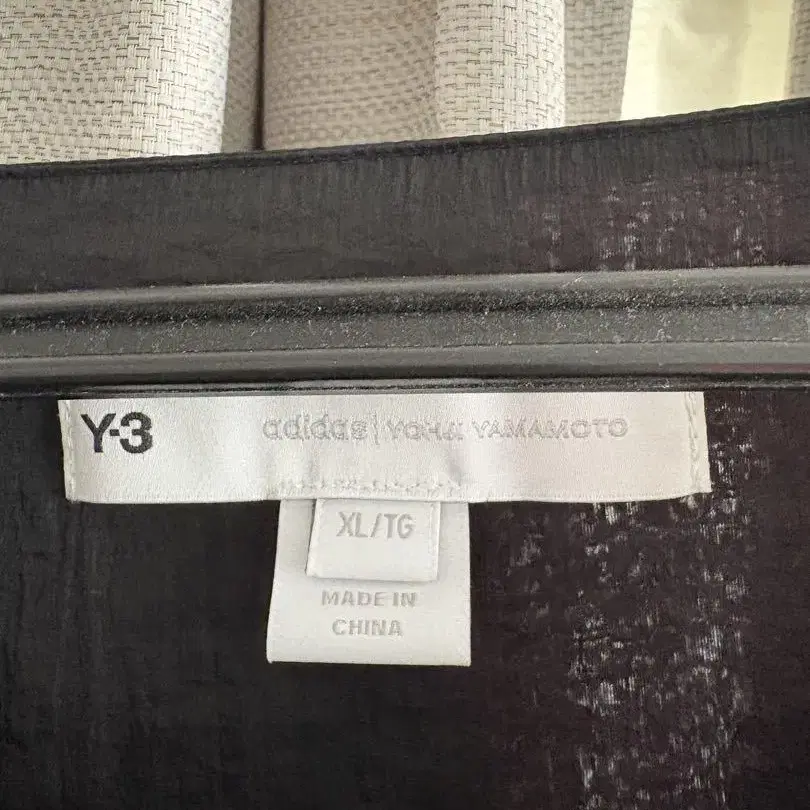 Y-3 adidas | YOHJI YAMAMOTO
XL/TG
MADE IN
CHINA